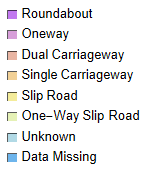 Roundabout
Oneway
Dual Carriageway
Single Carriageway
Slip Road
One–Way Slip Road
Unknown
Data Missing